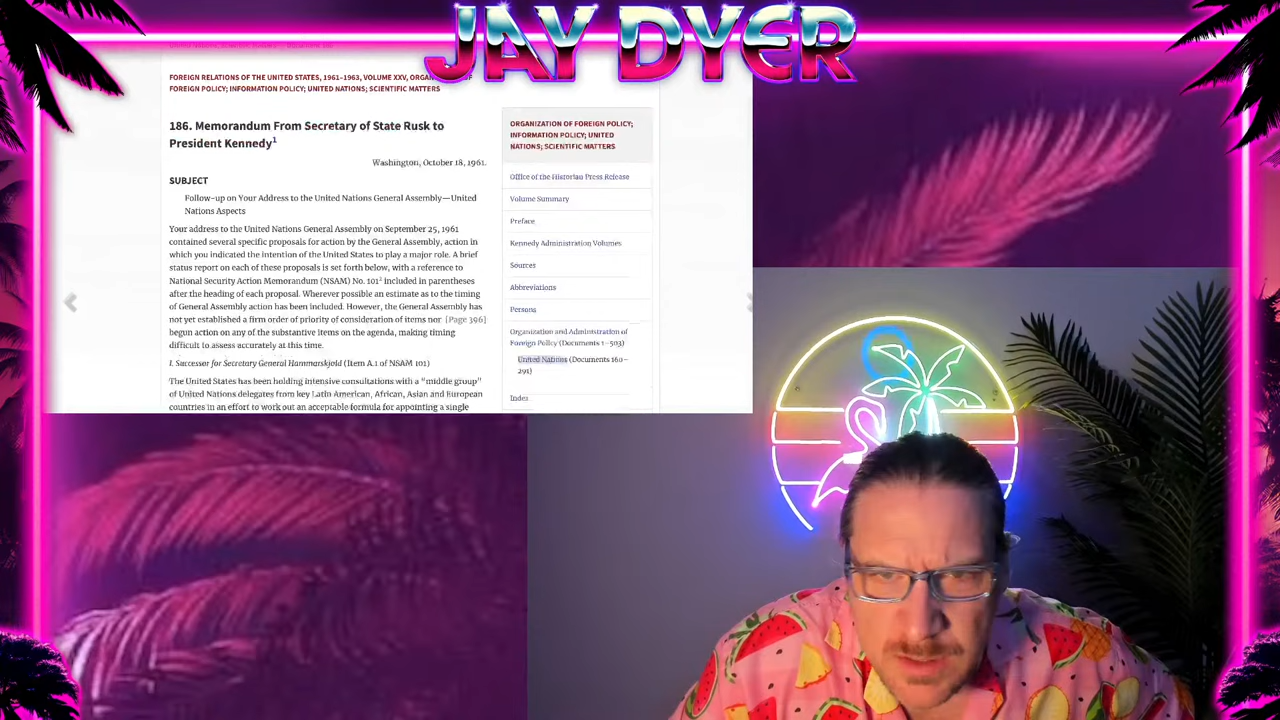 JAY DYER
FOREIGN RELATIONS OF THE UNITED STATES, 1961–1963, VOLUME XXV, ORGAN
FOREIGN POLICY; INFORMATION POLICY; UNITED NATIONS; SCIENTIFIC MATTERS
186. Memorandum From Secretary of State Rusk to
President Kennedy1
Washington, October 18, 1961.
SUBJECT
Follow-up on Your Address to the United Nations General Assembly—United
Nations Aspects
Your address to the United Nations General Assembly on September 25, 1961
contained several specific proposals for action by the General Assembly, action in
which you indicated the intention of the United States to play a major role. A brief
status report on each of these proposals is set forth below, with a reference to
National Security Action Memorandum (NSAM) No. 1012 included in parentheses
after the heading of each proposal. Wherever possible an estimate as to the timing
of General Assembly action has been included. However, the General Assembly has
not yet established a firm order of priority of consideration of items nor [Page 396]
begun action on any of the substantive items on the agenda, making timing
difficult to assess accurately at this time.
I. Successor for Secretary General Hammarskjold (Item A.1 of NSAM 101)
The United States has been holding intensive consultations with a “middle group”
of United Nations delegates from key Latin American, African, Asian and European
countries in an effort to work out an acceptable formula for appointing a single
ORGANIZATION OF FOREIGN POLICY;
INFORMATION POLICY; UNITED
NATIONS; SCIENTIFIC MATTERS
Office of the Historian Press Release
Volume Summary
Preface
Kennedy Administration Volumes
Sources
Abbreviations
Persons
Organization and Administration of
Foreign Policy (Documents 1–503)
United Nations (Documents 160–
291)
Index